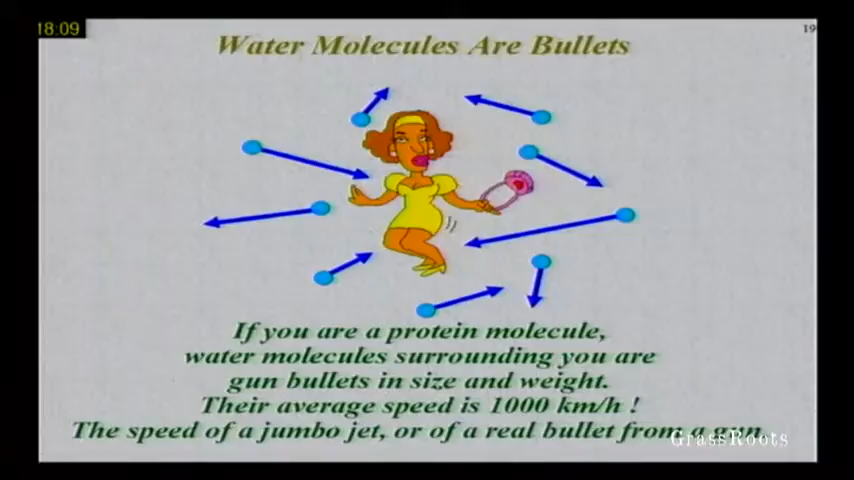 18:09
19
Water Molecules Are Bullets
If you are a protein molecule,
water molecules surrounding you are
gun bullets in size and weight.
Their average speed is 1000 km/h !
The speed of a jumbo jet, or of a real bullet from a gun
GrassRoots